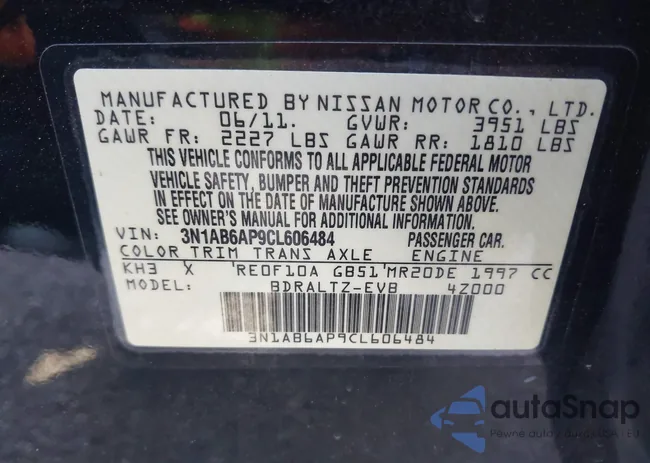 MANUFACTURED BY NISSAN MOTOR CO., LTD.
DATE: 06/11. GVWR: 3951 LBS
GAWR FR: 2227 LBS GAWR RR: 1810 LBS
THIS VEHICLE CONFORMS TO ALL APPLICABLE FEDERAL MOTOR
VEHICLE SAFETY, BUMPER AND THEFT PREVENTION STANDARDS
IN EFFECT ON THE DATE OF MANUFACTURE SHOWN ABOVE.
SEE OWNER'S MANUAL FOR ADDITIONAL INFORMATION.
VIN: 3N1AB6AP9CL606484 PASSENGER CAR.
COLOR TRIM TRANS AXLE ENGINE
KH3 X 'RE0F10A GB51'MR20DE 1997 CC
MODEL: BDRALTZ-EVB 4Z000
3N1AB6AP9CL606484
autoSnap
Pewne auto